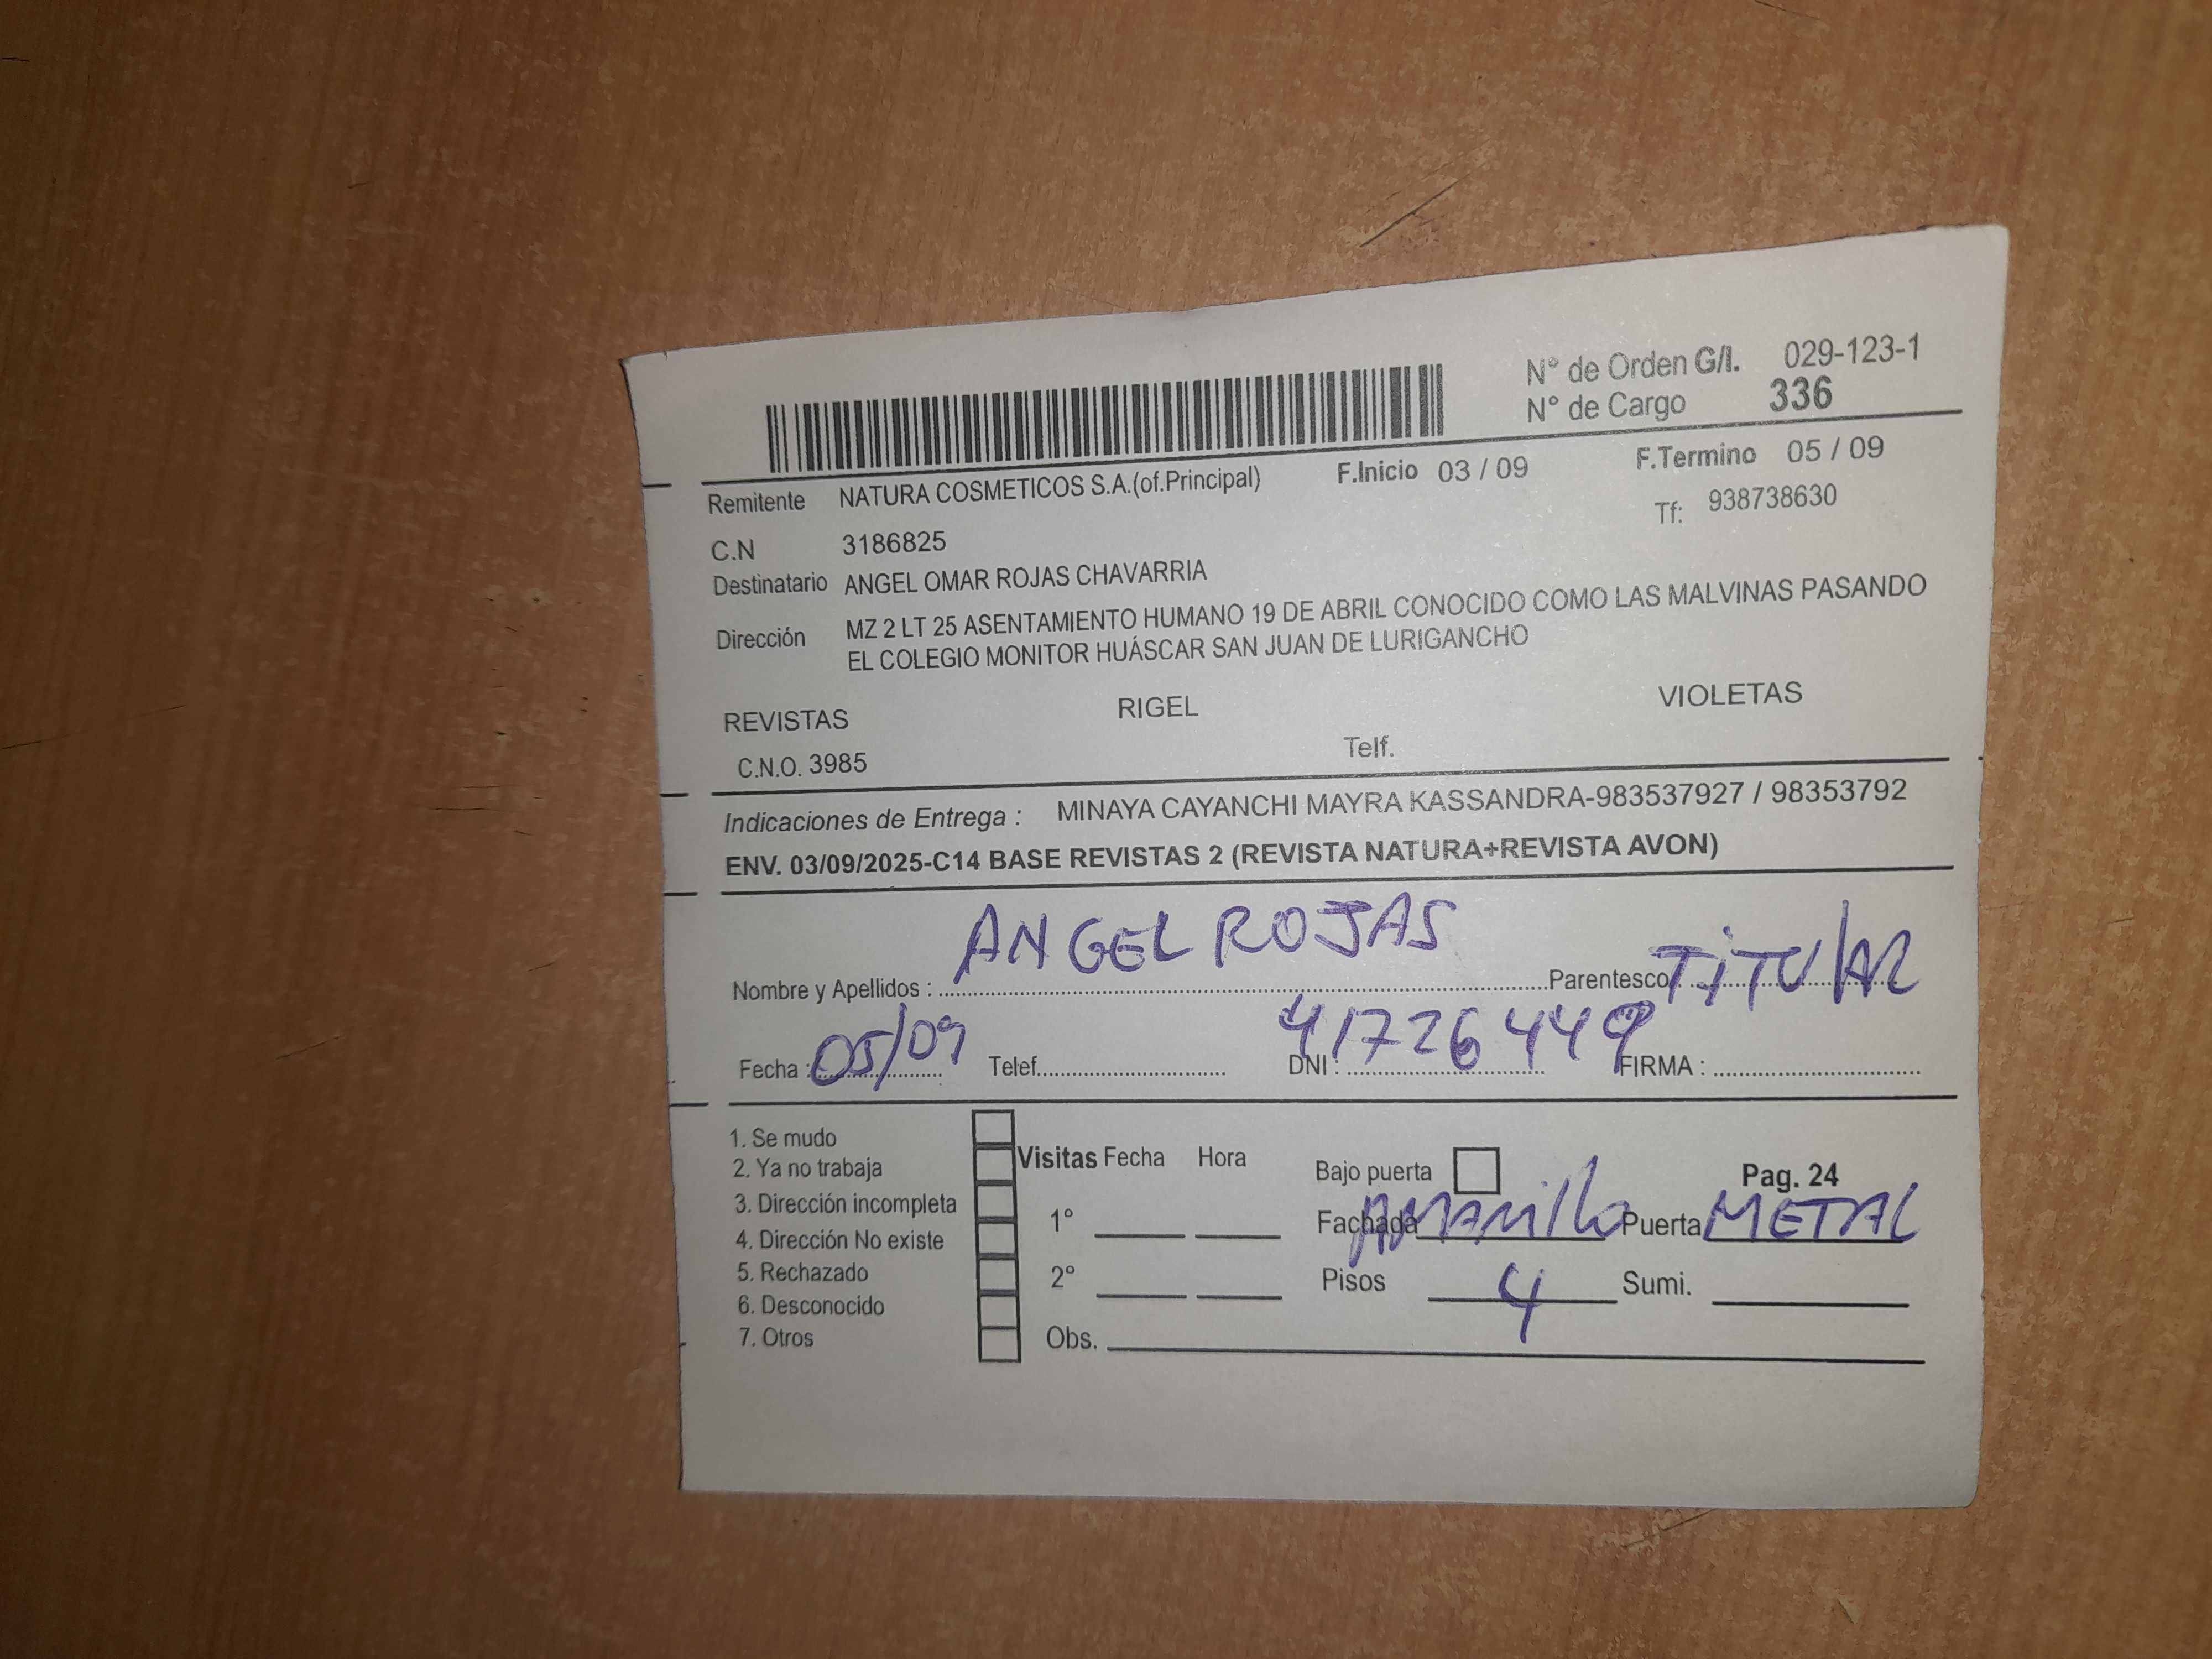 N° de Orden G/I. 029-123-1
N° de Cargo 336
Remitente NATURA COSMETICOS S.A.(of.Principal) F.Inicio 03 / 09 F.Termino 05 / 09
C.N 3186825 Tf: 938738630
Destinatario ANGEL OMAR ROJAS CHAVARRIA
Dirección MZ 2 LT 25 ASENTAMIENTO HUMANO 19 DE ABRIL CONOCIDO COMO LAS MALVINAS PASANDO
EL COLEGIO MONITOR HUÁSCAR SAN JUAN DE LURIGANCHO
REVISTAS RIGEL VIOLETAS
C.N.O. 3985 Telf.
Indicaciones de Entrega : MINAYA CAYANCHI MAYRA KASSANDRA-983537927 / 98353792
ENV. 03/09/2025-C14 BASE REVISTAS 2 (REVISTA NATURA+REVISTA AVON)
Nombre y Apellidos : ANGEL ROJAS Parentesco: TITULAR
Fecha : 05/09 Telef. DNI : 41726449 FIRMA :
1. Se mudo
2. Ya no trabaja Visitas Fecha Hora Bajo puerta Pag. 24
3. Dirección incompleta 1° Fachada AMARillo Puerta METAL
4. Dirección No existe
5. Rechazado 2° Pisos 4 Sumi.
6. Desconocido
7. Otros Obs.